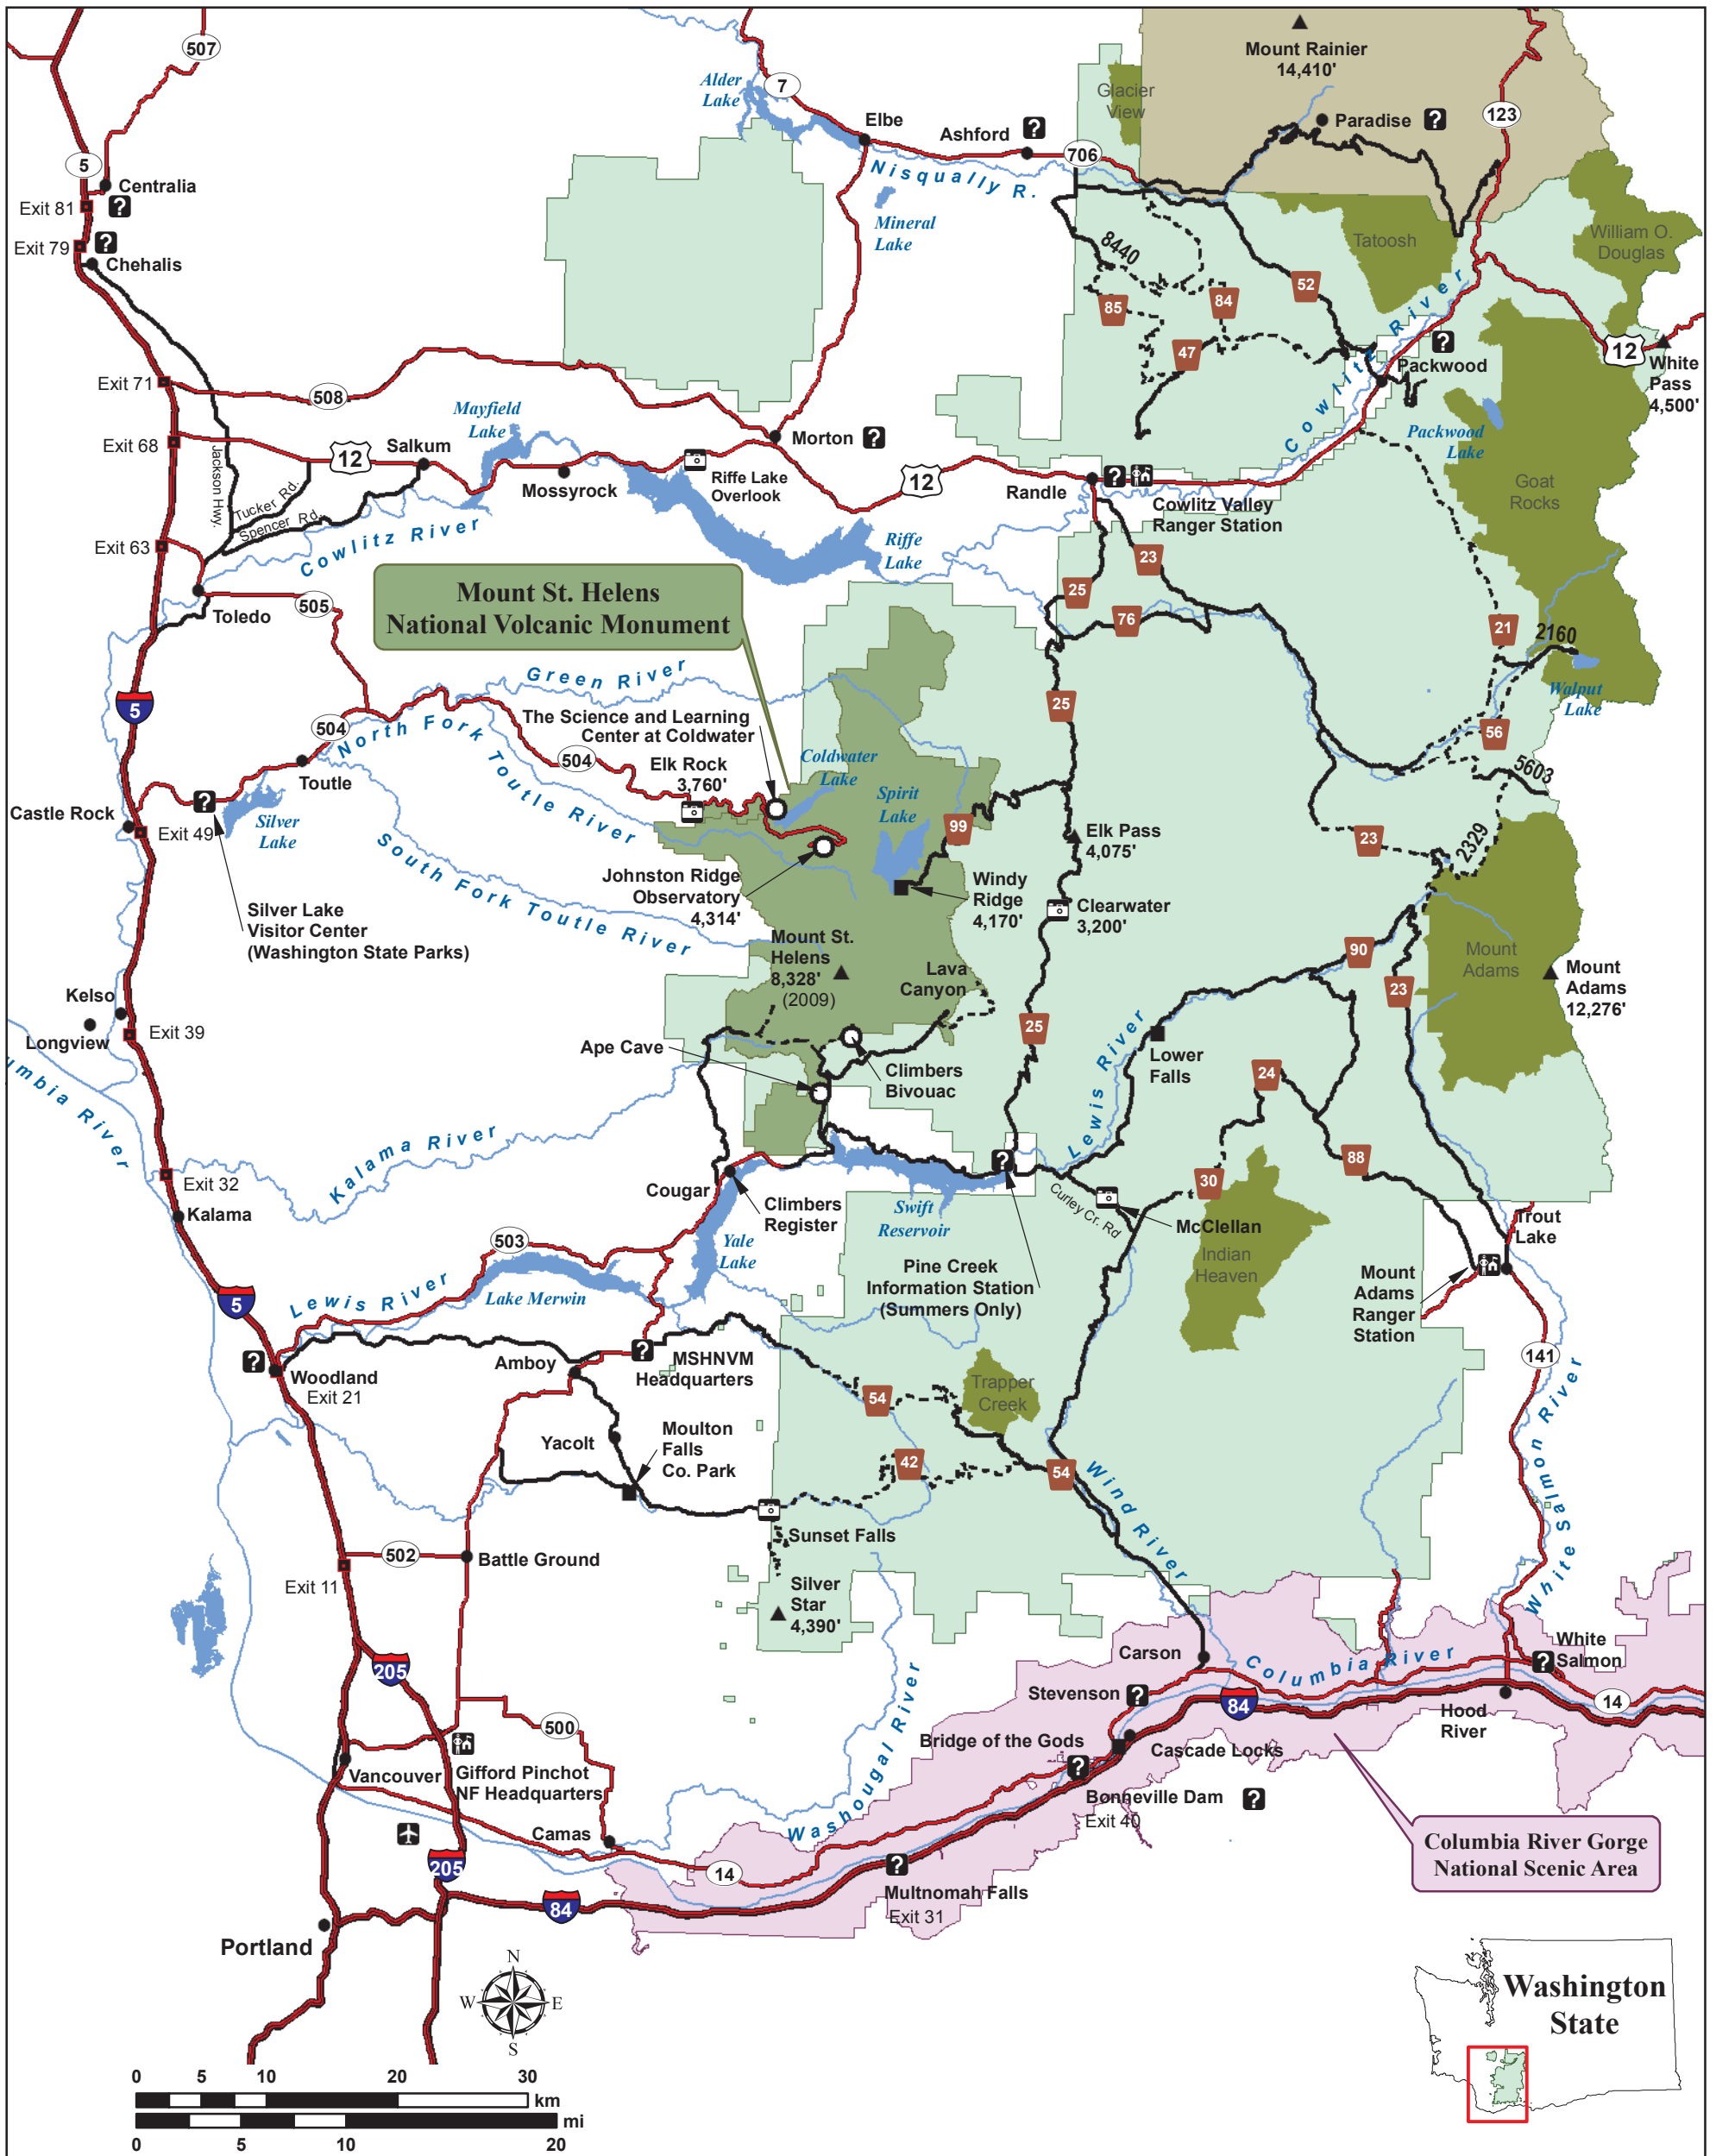 507
Mount Rainier
14,410'
Alder
Lake
7
Glacier
View
Elbe
Ashford
Paradise
123
706
5
Centralia
Nisqually R.
Exit 81
Mineral
Lake
Exit 79
Chehalis
8440
Tatoosh
William O.
Douglas
85
84
52
47
Cowlitz River
12
White
Pass
4,500'
Packwood
Exit 71
508
Mayfield
Lake
Packwood
Lake
Exit 68
Jackson Hwy.
12
Salkum
Morton
Mossyrock
Riffe Lake
Overlook
12
Randle
Cowlitz Valley
Ranger Station
Goat
Rocks
Tucker Rd.
Spencer Rd.
Exit 63
Cowlitz River
Riffe
Lake
23
25
76
Mount St. Helens
National Volcanic Monument
Toledo
505
21
2160
Walput
Lake
Green River
5
504
North Fork Toutle River
The Science and Learning
Center at Coldwater
504
25
56
Toutle
Elk Rock
3,760'
Coldwater
Lake
5603
Castle Rock
Exit 49
Silver
Lake
Spirit
Lake
99
Elk Pass
4,075'
23
2329
South Fork Toutle River
Johnston Ridge
Observatory
4,314'
Windy
Ridge
4,170'
Clearwater
3,200'
Silver Lake
Visitor Center
(Washington State Parks)
Mount St.
Helens
8,328'
(2009)
Lava
Canyon
90
Mount
Adams
Mount
Adams
12,276'
23
Kelso
Longview
Exit 39
25
Lewis River
Lower
Falls
Ape Cave
Climbers
Bivouac
24
umbia River
Kalama River
Exit 32
Kalama
88
30
Cougar
Climbers
Register
Swift
Reservoir
Curley Cr. Rd
McClellan
Trout
Lake
503
Yale
Lake
Indian
Heaven
Pine Creek
Information Station
(Summers Only)
Mount
Adams
Ranger
Station
5
Lewis River
Lake Merwin
Amboy
MSHNVM
Headquarters
141
Woodland
Exit 21
54
Trapper
Creek
Yacolt
Moulton
Falls
Co. Park
42
54
Wind River
White Salmon River
Sunset Falls
502
Battle Ground
Exit 11
Silver
Star
4,390'
Carson
Columbia River
White
Salmon
205
Stevenson
84
14
Hood
River
500
Washougal River
Bridge of the Gods
Cascade Locks
Vancouver
Gifford Pinchot
NF Headquarters
Bonneville Dam
Exit 40
Camas
Columbia River Gorge
National Scenic Area
205
14
84
Multnomah Falls
Exit 31
Portland
N
W
E
S
Washington
State
0 5 10 20 30
km
mi
0 5 10 20